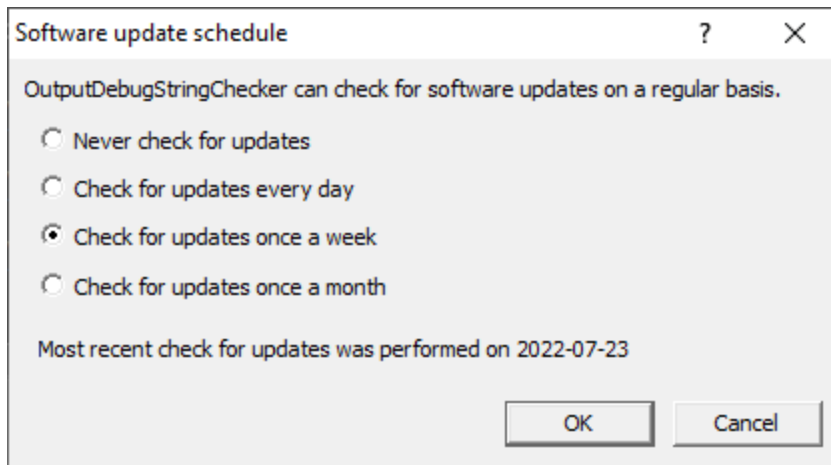 Software update schedule ?
OutputDebugStringChecker can check for software updates on a regular basis.
Never check for updates
Check for updates every day
Check for updates once a week
Check for updates once a month
Most recent check for updates was performed on 2022-07-23
OK Cancel